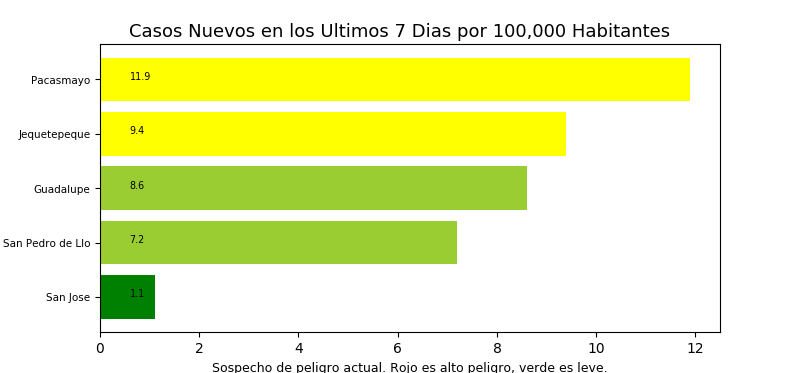 Casos Nuevos en los Ultimos 7 Dias por 100,000 Habitantes
Pacasmayo 11.9
Jequetepeque 9.4
Guadalupe 8.6
San Pedro de Llo 7.2
San Jose 1.1
0 2 4 6 8 10 12
Sospecho de peligro actual. Rojo es alto peligro, verde es leve.